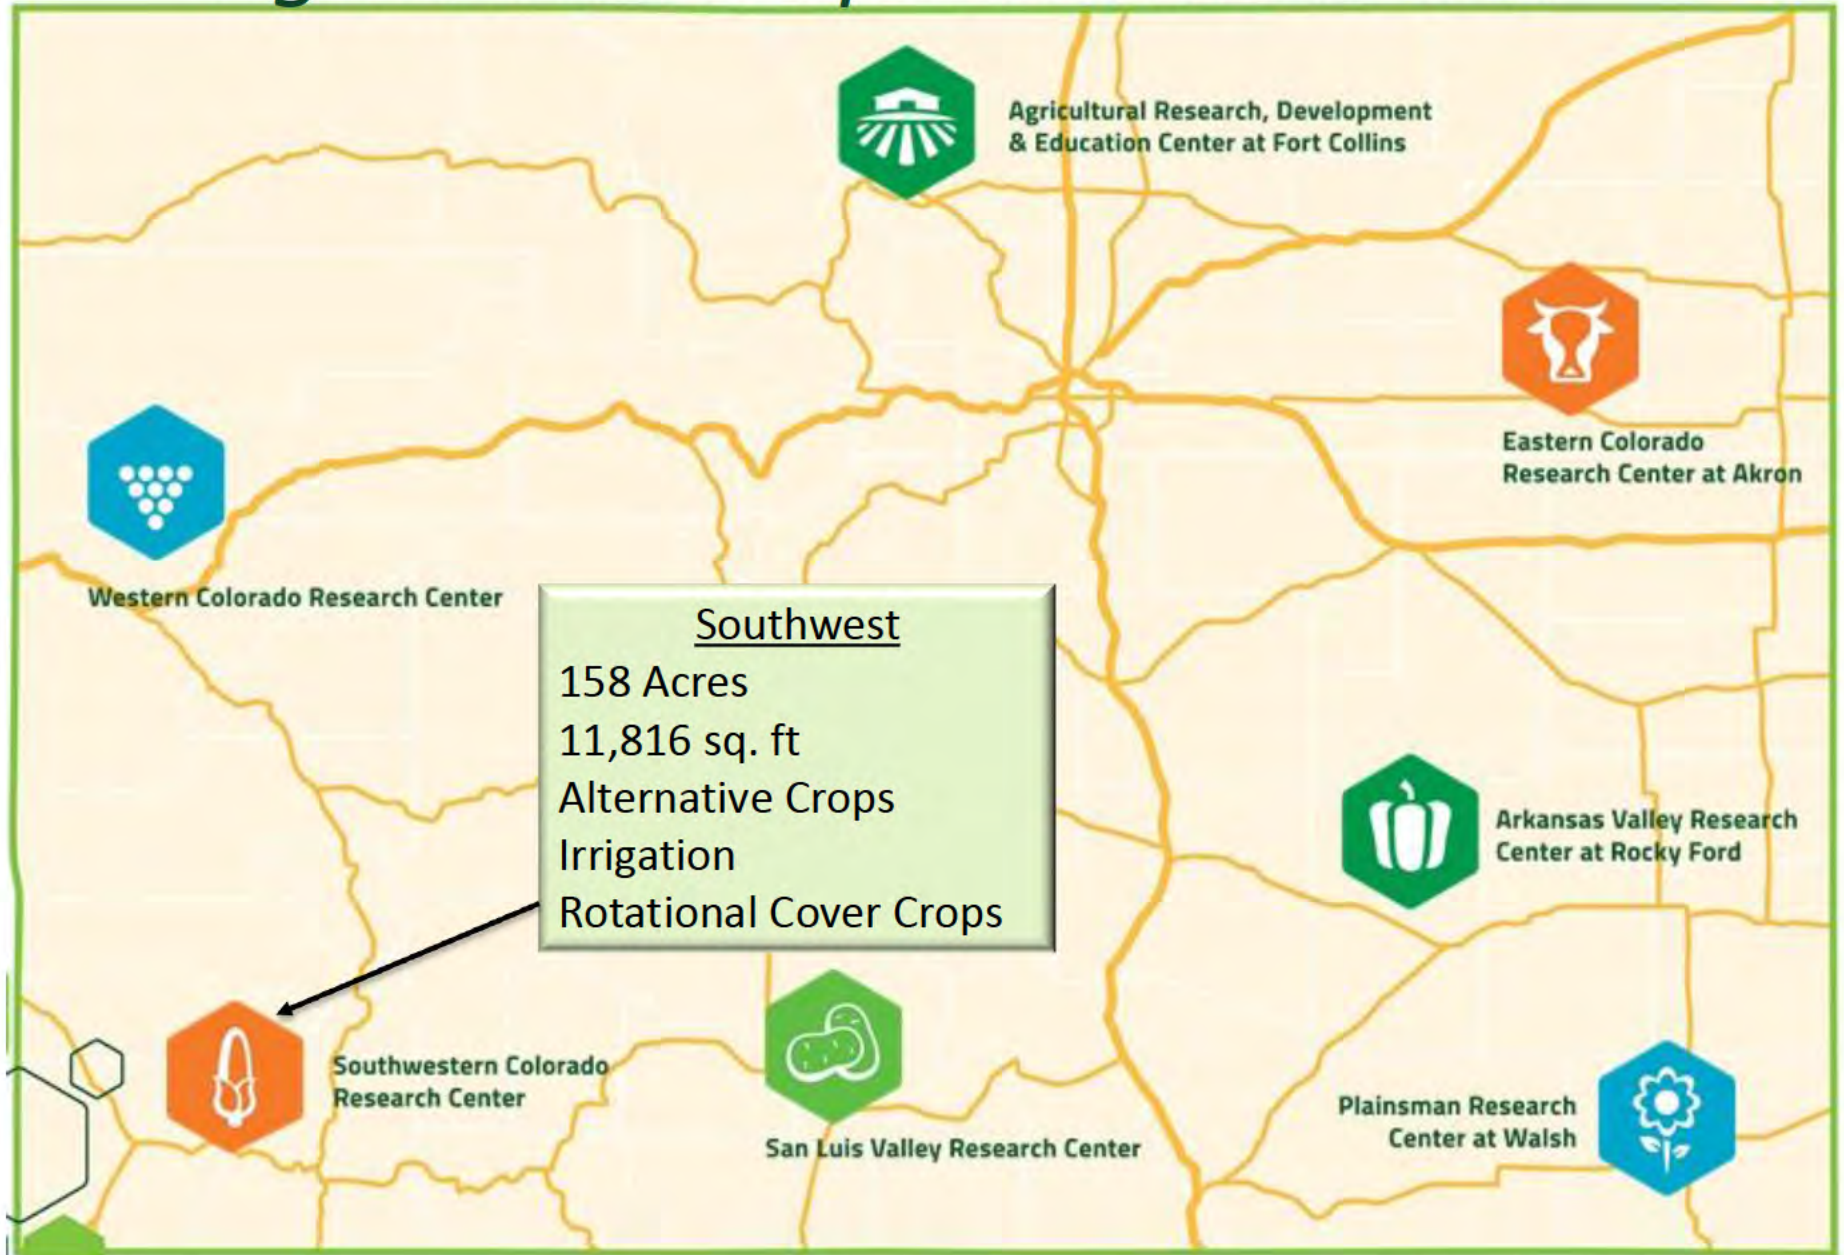 Agricultural Research, Development
& Education Center at Fort Collins
Eastern Colorado
Research Center at Akron
Western Colorado Research Center
Southwest
158 Acres
11,816 sq. ft
Alternative Crops
Irrigation
Rotational Cover Crops
Arkansas Valley Research
Center at Rocky Ford
Southwestern Colorado
Research Center
San Luis Valley Research Center
Plainsman Research
Center at Walsh